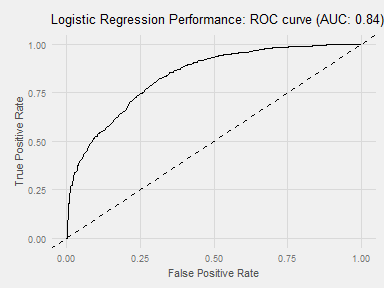 Logistic Regression Performance: ROC curve (AUC: 0.84)
1.00
0.75
0.50
0.25
0.00
True Positive Rate
0.00 0.25 0.50 0.75 1.00
False Positive Rate